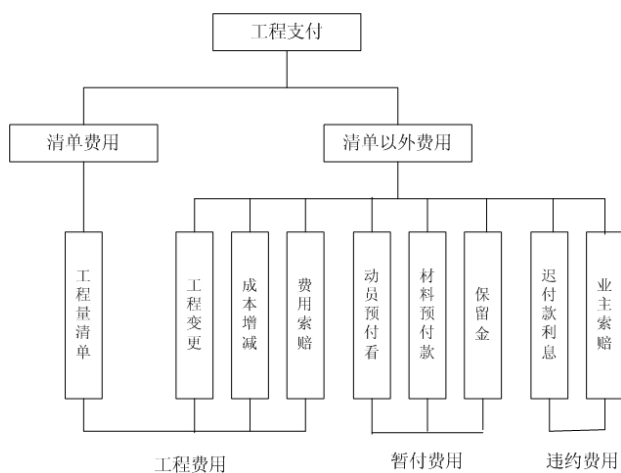 工程支付
清单费用
清单以外费用
工程量清单
工程变更
成本增减
费用索赔
动员预付看
材料预付款
保留金
迟付款利息
业主索赔
工程费用
暂付费用
违约费用